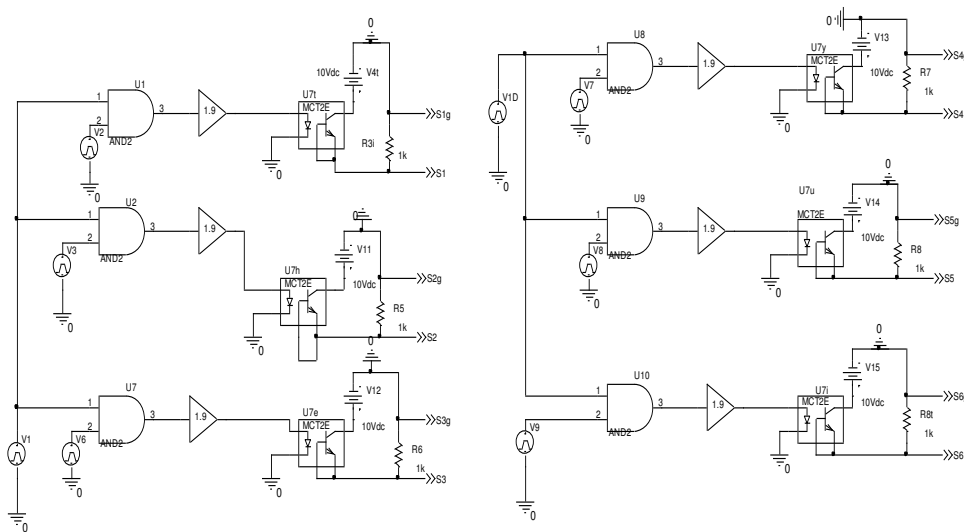 0
U1
1
2
3
V2
AND2
0
1.9
U7t
MCT2E
10Vdc
V4t
0
S1g
R3i
1k
S1
U2
1
2
3
V3
AND2
0
1.9
U7h
MCT2E
0
V11
10Vdc
0
S2g
R5
1k
S2
U7
1
2
3
V1
V6
AND2
0
0
1.9
U7e
MCT2E
0
V12
10Vdc
0
S3g
R6
1k
S3
V1D
0
U8
1
2
3
V7
AND2
0
1.9
U7y
MCT2E
0
V13
10Vdc
0
S4
R7
1k
S4
U9
1
2
3
V8
AND2
0
1.9
U7u
MCT2E
0
V14
10Vdc
0
S5g
R8
1k
S5
U10
1
2
3
V9
AND2
0
1.9
U7i
MCT2E
0
V15
10Vdc
S6
R8t
1k
S6